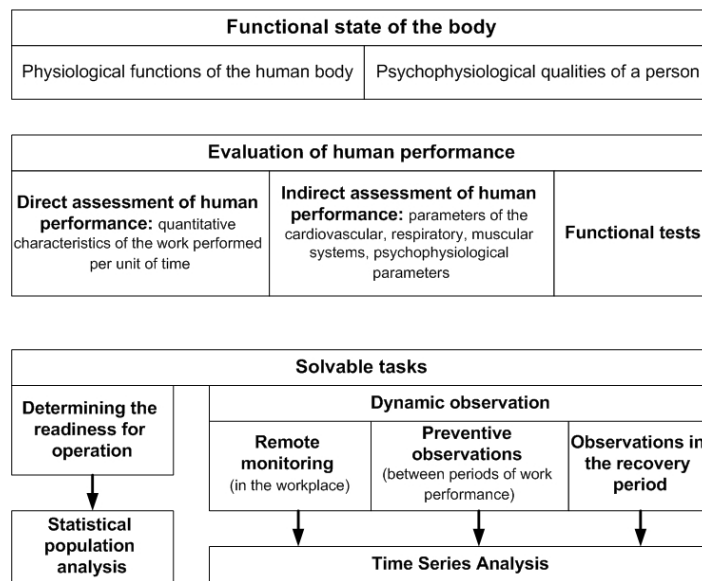 Functional state of the body
Physiological functions of the human body
Psychophysiological qualities of a person
Evaluation of human performance
Direct assessment of human
performance: quantitative
characteristics of the work performed
per unit of time
Indirect assessment of human
performance: parameters of the
cardiovascular, respiratory, muscular
systems, psychophysiological
parameters
Functional tests
Solvable tasks
Determining the
readiness for
operation
Statistical
population
analysis
Dynamic observation
Remote
monitoring
(in the workplace)
Preventive
observations
(between periods of work
performance)
Observations in
the recovery
period
Time Series Analysis